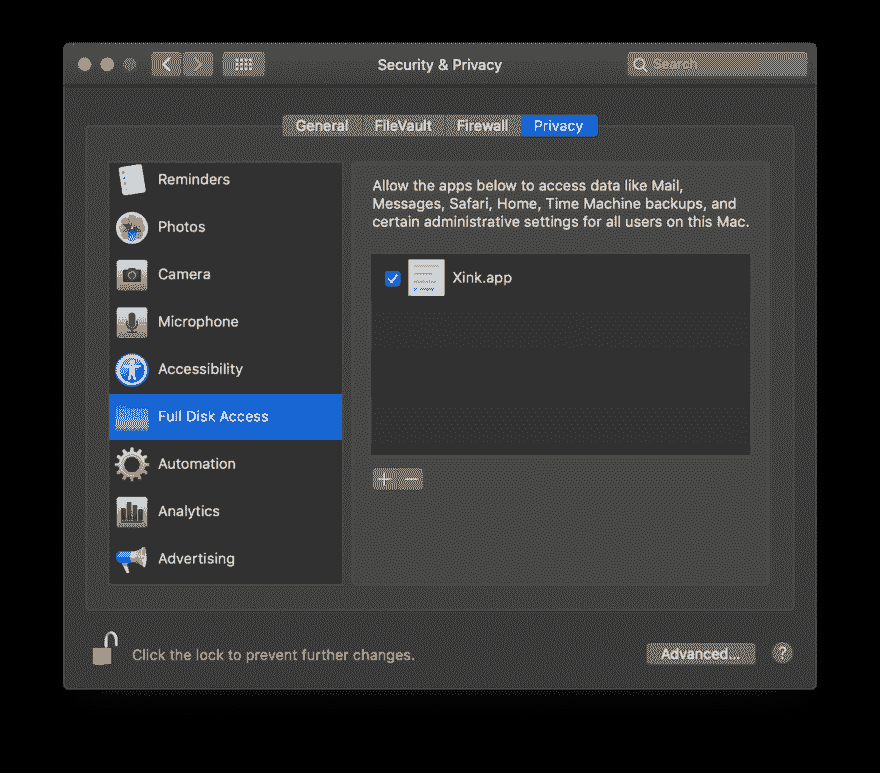 Security & Privacy
Search
General
FileVault
Firewall
Privacy
Reminders
Photos
Camera
Microphone
Accessibility
Full Disk Access
Automation
Analytics
Advertising
Allow the apps below to access data like Mail,
Messages, Safari, Home, Time Machine backups, and
certain administrative settings for all users on this Mac.
Xink.app
Click the lock to prevent further changes.
Advanced...
?